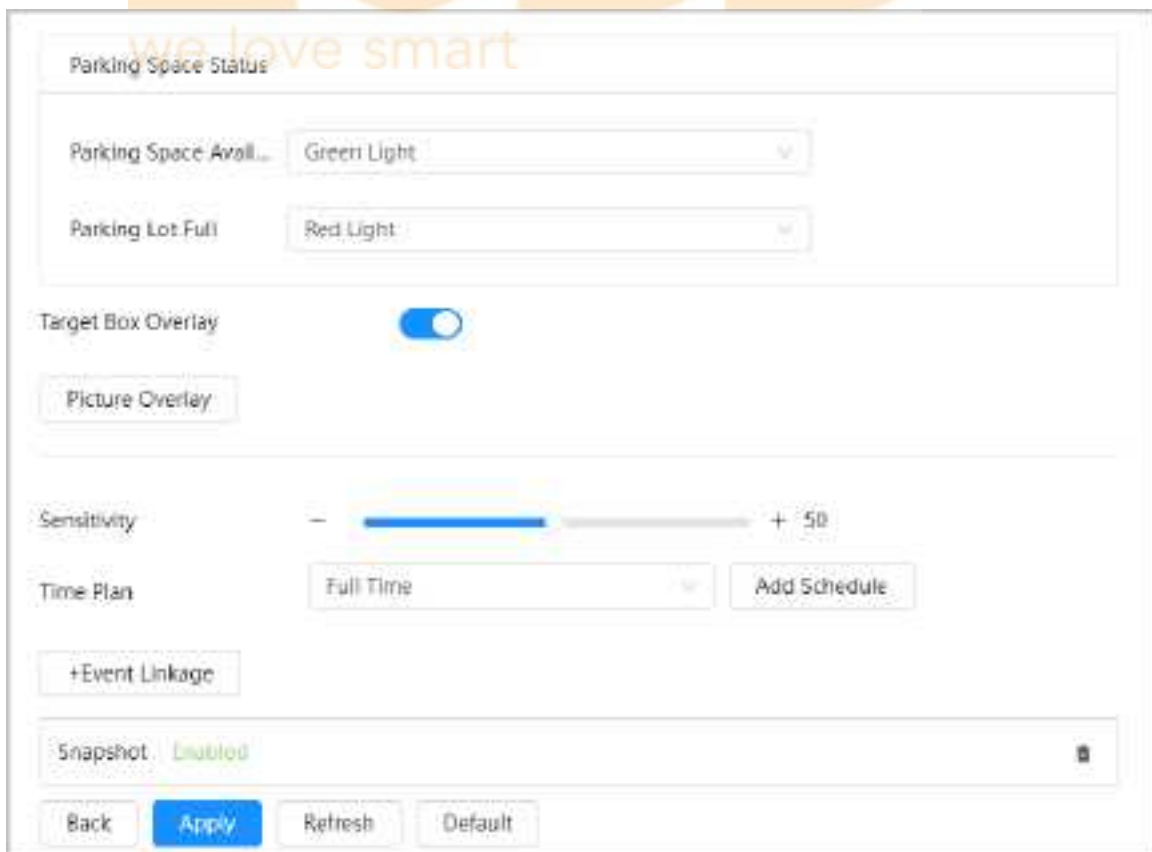 we love smart
Parking Space Status
Parking Space Avail... Green Light
Parking Lot Full Red Light
Target Box Overlay
Picture Overlay
Sensitivity − + 50
Time Plan Full Time Add Schedule
+Event Linkage
Snapshot Enabled
Back Apply Refresh Default